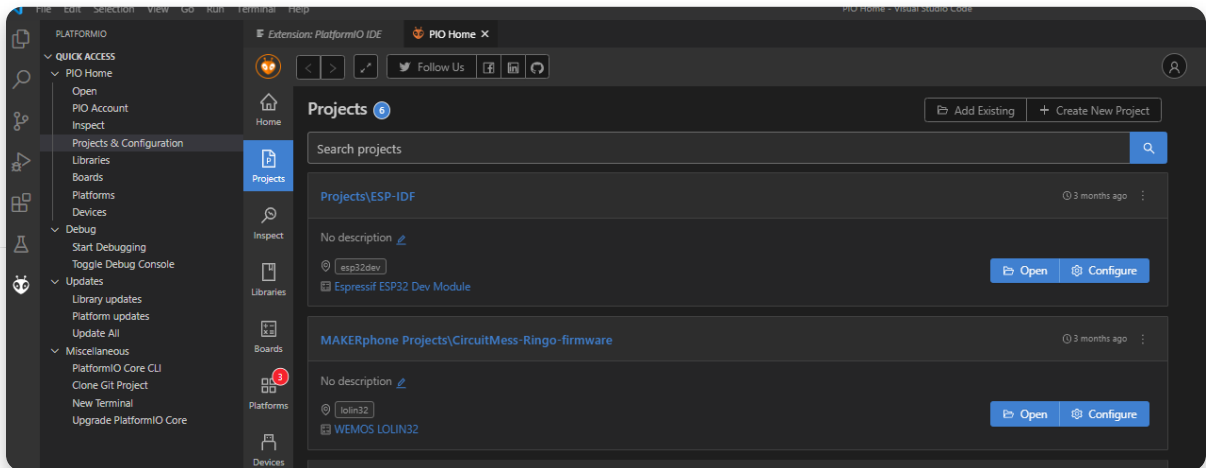 File Edit Selection View Go Run Terminal Help
PIO Home - Visual Studio Code
PLATFORMIO
QUICK ACCESS
PIO Home
Open
PIO Account
Inspect
Projects & Configuration
Libraries
Boards
Platforms
Devices
Debug
Start Debugging
Toggle Debug Console
Updates
Library updates
Platform updates
Update All
Miscellaneous
PlatformIO Core CLI
Clone Git Project
New Terminal
Upgrade PlatformIO Core
Extension: PlatformIO IDE
PIO Home
Follow Us
Home
Projects
Inspect
Libraries
Boards
3
Platforms
Devices
Projects 6
Add Existing
Create New Project
Search projects
Projects\ESP-IDF
3 months ago
No description
esp32dev
Open
Configure
Espressif ESP32 Dev Module
MAKERphone Projects\CircuitMess-Ringo-firmware
3 months ago
No description
lolin32
Open
Configure
WEMOS LOLIN32